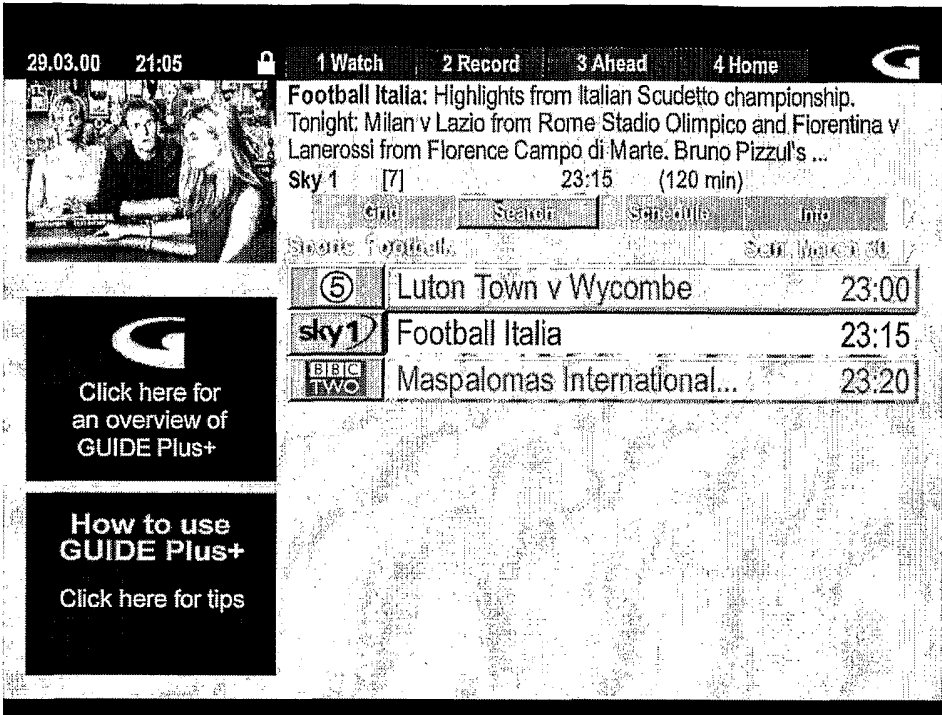 29.03.00 21:05 1 Watch 2 Record 3 Ahead 4 Home
Football Italia: Highlights from Italian Scudetto championship.
Tonight: Milan v Lazio from Rome Stadio Olimpico and Fiorentina v
Lanerossi from Florence Campo di Marte. Bruno Pizzul's ...
Sky 1 [7] 23:15 (120 min)
Grid Search Schedule Info
Sports: Football. March 30
5 Luton Town v Wycombe 23:00
sky 1 Football Italia 23:15
BBC TWO Maspalomas International... 23:20
Click here for
an overview of
GUIDE Plus+
How to use
GUIDE Plus+
Click here for tips